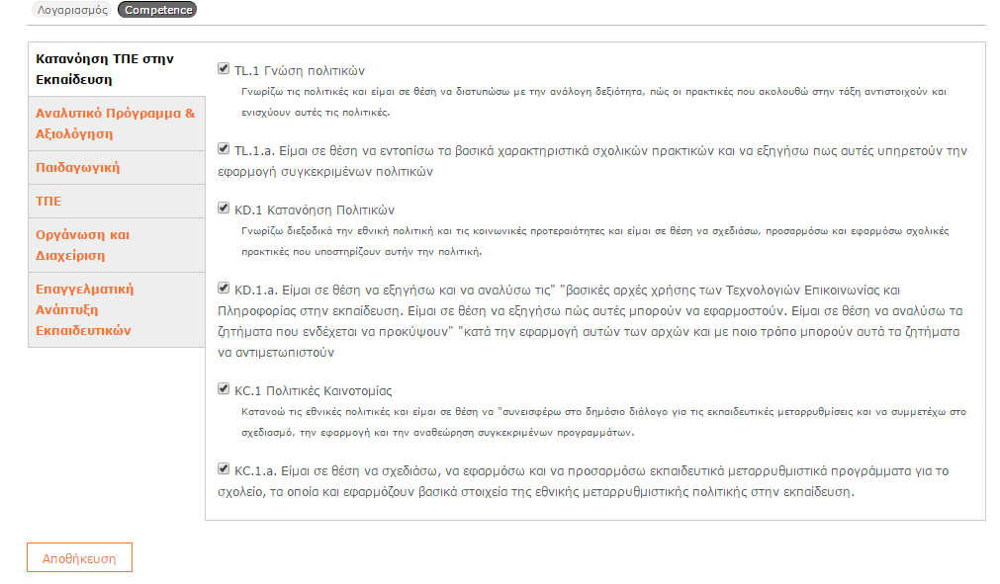 Λογαριασμός Competence
Κατανόηση ΤΠΕ στην
Εκπαίδευση
Αναλυτικό Πρόγραμμα &
Αξιολόγηση
Παιδαγωγική
ΤΠΕ
Οργάνωση και
Διαχείριση
Επαγγελματική
Ανάπτυξη
Εκπαιδευτικών
TL.1 Γνώση πολιτικών
Γνωρίζω τις πολιτικές και είμαι σε θέση να διατυπώσω με την ανάλογη δεξιότητα, πώς οι πρακτικές που ακολουθώ στην τάξη αντιστοιχούν και
ενισχύουν αυτές τις πολιτικές.
TL.1.a. Είμαι σε θέση να εντοπίσω τα βασικά χαρακτηριστικά σχολικών πρακτικών και να εξηγήσω πως αυτές υπηρετούν την
εφαρμογή συγκεκριμένων πολιτικών
KD.1 Κατανόηση Πολιτικών
Γνωρίζω διεξοδικά την εθνική πολιτική και τις κοινωνικές προτεραιότητες και είμαι σε θέση να σχεδιάσω, προσαρμόσω και εφαρμόσω σχολικές
πρακτικές που υποστηρίζουν αυτήν την πολιτική.
KD.1.a. Είμαι σε θέση να εξηγήσω και να αναλύσω τις" "βασικές αρχές χρήσης των Τεχνολογιών Επικοινωνίας και
Πληροφορίας στην εκπαίδευση. Είμαι σε θέση να εξηγήσω πώς αυτές μπορούν να εφαρμοστούν. Είμαι σε θέση να αναλύσω τα
ζητήματα που ενδέχεται να προκύψουν" "κατά την εφαρμογή αυτών των αρχών και με ποιο τρόπο μπορούν αυτά τα ζητήματα
να αντιμετωπιστούν
KC.1 Πολιτικές Καινοτομίας
Κατανοώ τις εθνικές πολιτικές και είμαι σε θέση να "συνεισφέρω στο δημόσιο διάλογο για τις εκπαιδευτικές μεταρρυθμίσεις και να συμμετέχω στο
σχεδιασμό, την εφαρμογή και την αναθεώρηση συγκεκριμένων προγραμμάτων.
KC.1.a. Είμαι σε θέση να σχεδιάσω, να εφαρμόσω και να προσαρμόσω εκπαιδευτικά μεταρρυθμιστικά προγράμματα για το
σχολείο, τα οποία και εφαρμόζουν βασικά στοιχεία της εθνικής μεταρρυθμιστικής πολιτικής στην εκπαίδευση.
Αποθήκευση